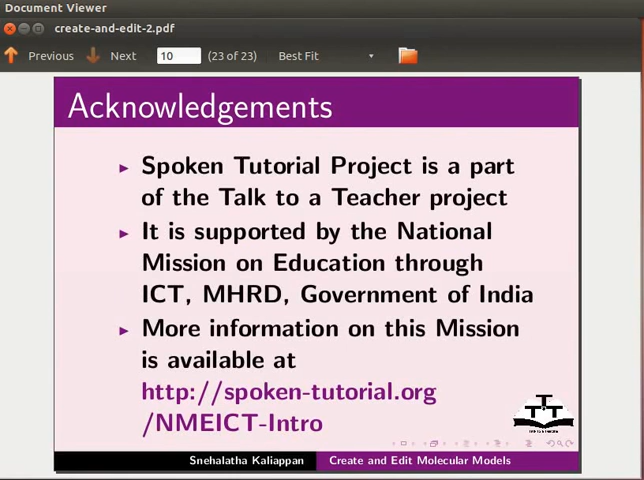 Document Viewer
create-and-edit-2.pdf
Previous Next 10 (23 of 23) Best Fit
Acknowledgements
Spoken Tutorial Project is a part
of the Talk to a Teacher project
It is supported by the National
Mission on Education through
ICT, MHRD, Government of India
More information on this Mission
is available at
http://spoken-tutorial.org
/NMEICT-Intro
Snehalatha Kaliappan Create and Edit Molecular Models